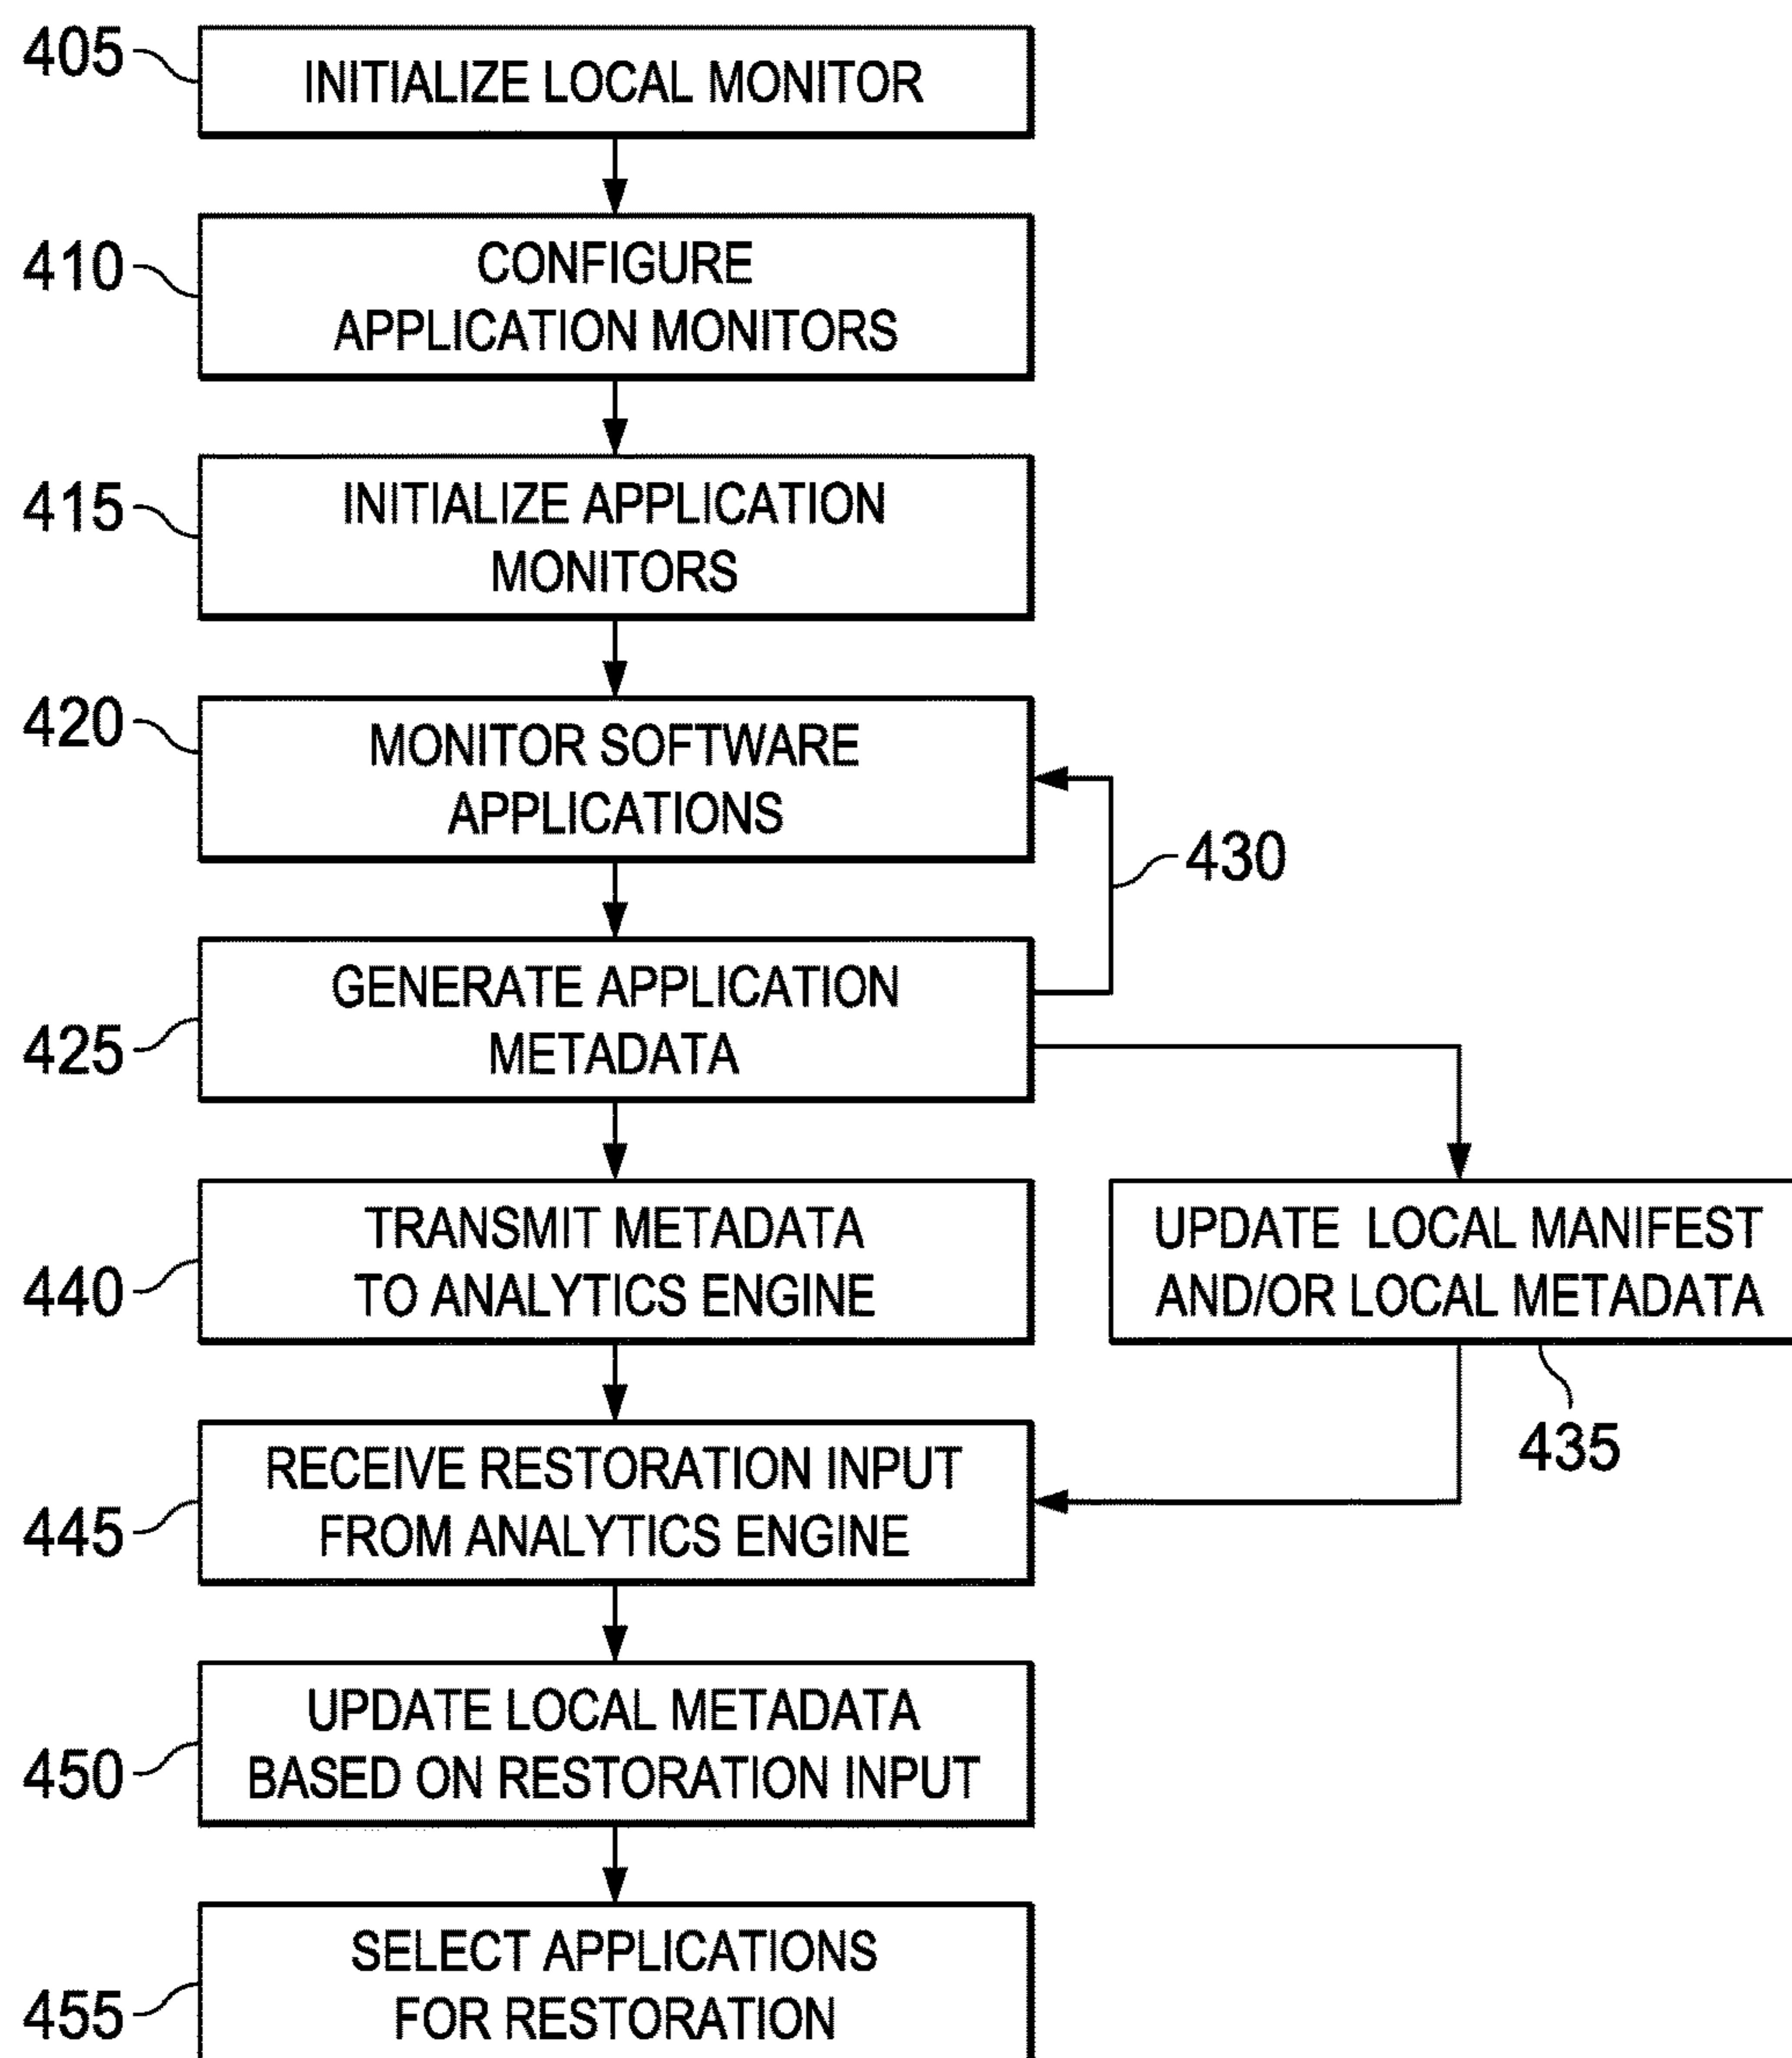 405
INITIALIZE LOCAL MONITOR
410
CONFIGURE
APPLICATION MONITORS
415
INITIALIZE APPLICATION
MONITORS
420
MONITOR SOFTWARE
APPLICATIONS
430
425
GENERATE APPLICATION
METADATA
440
TRANSMIT METADATA
TO ANALYTICS ENGINE
UPDATE LOCAL MANIFEST
AND/OR LOCAL METADATA
435
445
RECEIVE RESTORATION INPUT
FROM ANALYTICS ENGINE
450
UPDATE LOCAL METADATA
BASED ON RESTORATION INPUT
455
SELECT APPLICATIONS
FOR RESTORATION